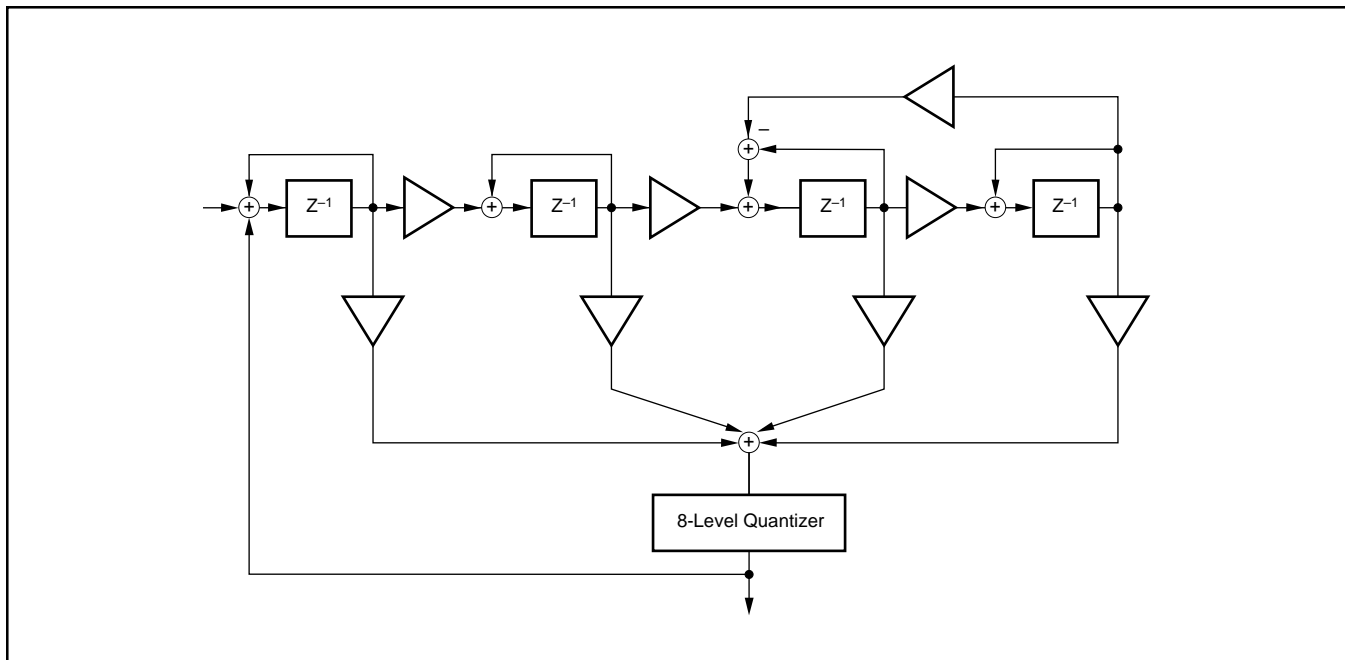 –
+
Z⁻¹
+
Z⁻¹
+
+
Z⁻¹
+
Z⁻¹
+
8-Level Quantizer